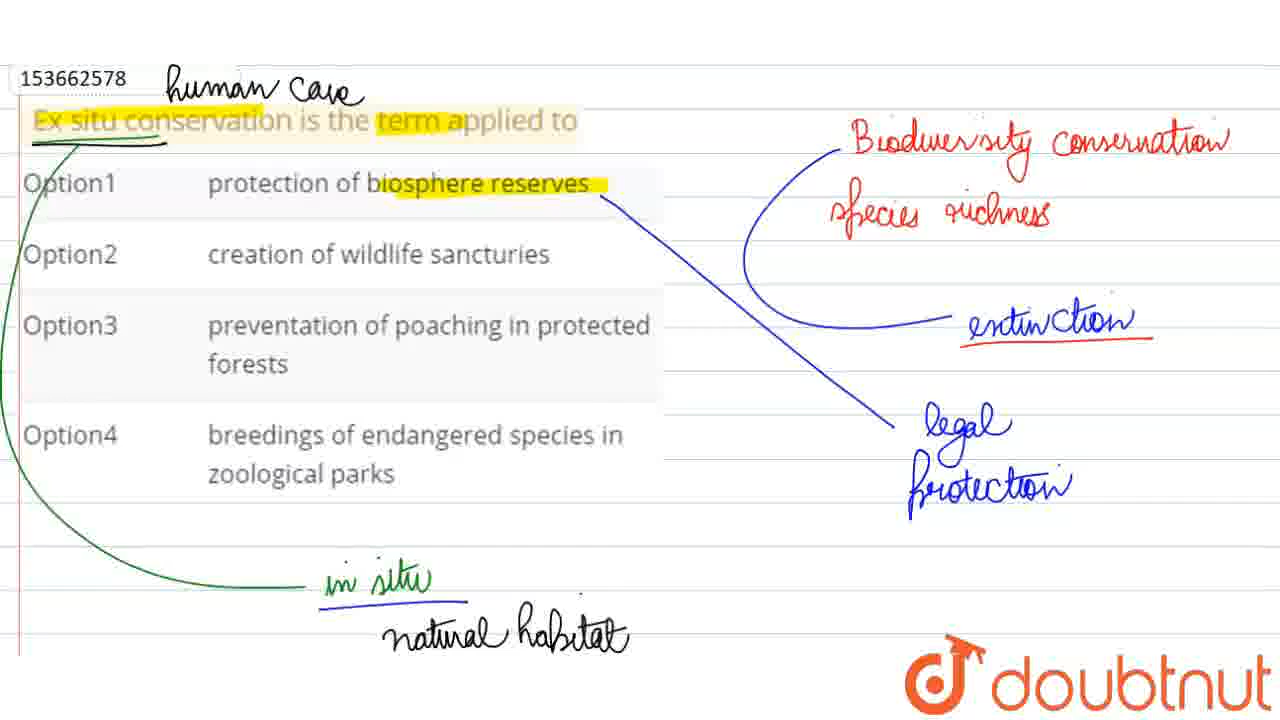 153662578
human care
Ex situ conservation is the term applied to
Option1 protection of biosphere reserves
Option2 creation of wildlife sancturies
Option3 preventation of poaching in protected
forests
Option4 breedings of endangered species in
zoological parks
in situ
natural habitat
Biodiversity conservation
species richness
extinction
legal
protection
doubtnut